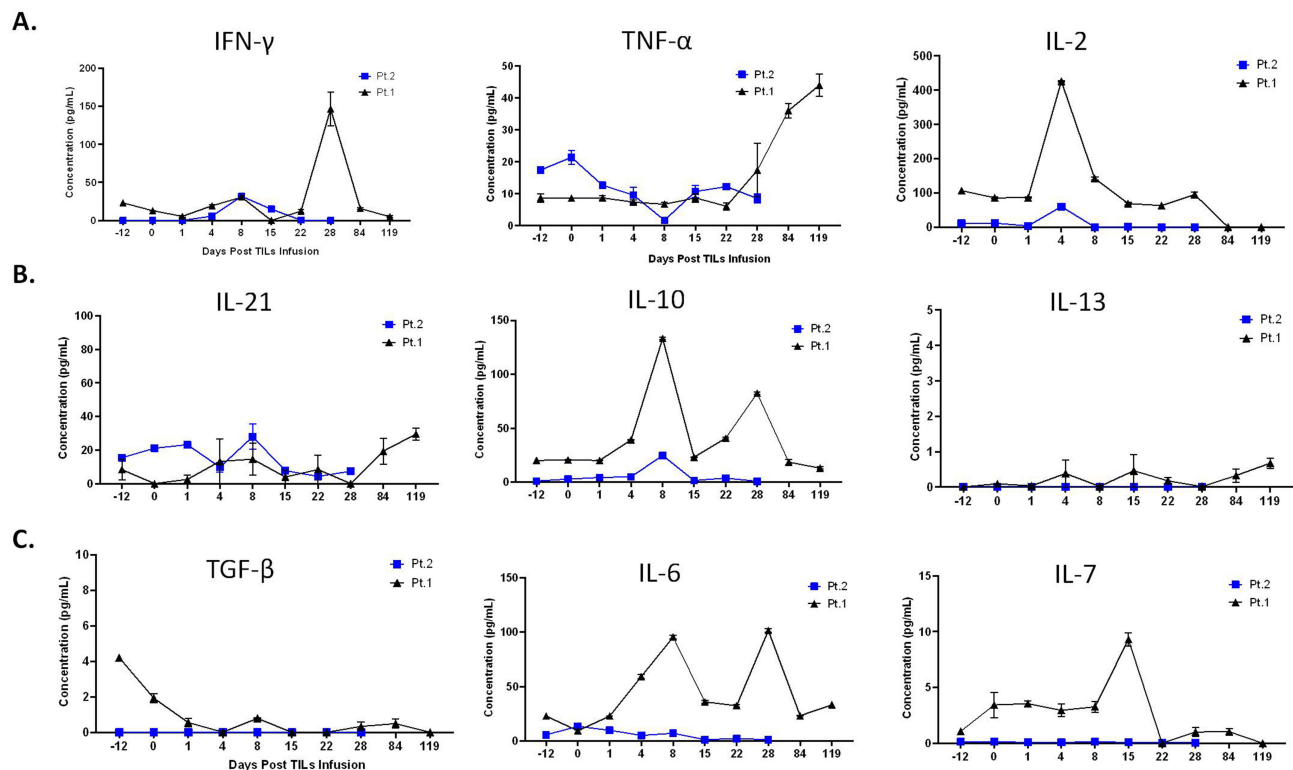 A.
IFN-γ
TNF-α
IL-2
Concentration (pg/mL)
200
150
100
50
0
Pt.2
Pt.1
-12 0 1 4 8 15 22 28 84 119
Days Post TILs Infusion
Concentration (pg/mL)
50
40
30
20
10
0
Pt.2
Pt.1
-12 0 1 4 8 15 22 28 84 119
Days Post TILs Infusion
Concentration (pg/mL)
500
400
300
200
100
0
Pt.2
Pt.1
-12 0 1 4 8 15 22 28 84 119
B.
IL-21
IL-10
IL-13
Concentration (pg/mL)
100
80
60
40
20
0
Pt.2
Pt.1
-12 0 1 4 8 15 22 28 84 119
Concentration (pg/mL)
150
100
50
0
Pt.2
Pt.1
-12 0 1 4 8 15 22 28 84 119
Concentration (pg/mL)
5
4
3
2
1
0
Pt.2
Pt.1
-12 0 1 4 8 15 22 28 84 119
C.
TGF-β
IL-6
IL-7
Concentration (pg/mL)
10
8
6
4
2
0
Pt.2
Pt.1
-12 0 1 4 8 15 22 28 84 119
Days Post TILs Infusion
Concentration (pg/mL)
150
100
50
0
Pt.2
Pt.1
-12 0 1 4 8 15 22 28 84 119
Concentration (pg/mL)
15
10
5
0
Pt.2
Pt.1
-12 0 1 4 8 15 22 28 84 119